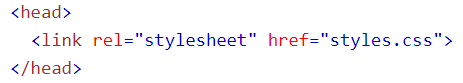 <head>
  <link rel="stylesheet" href="styles.css">
</head>